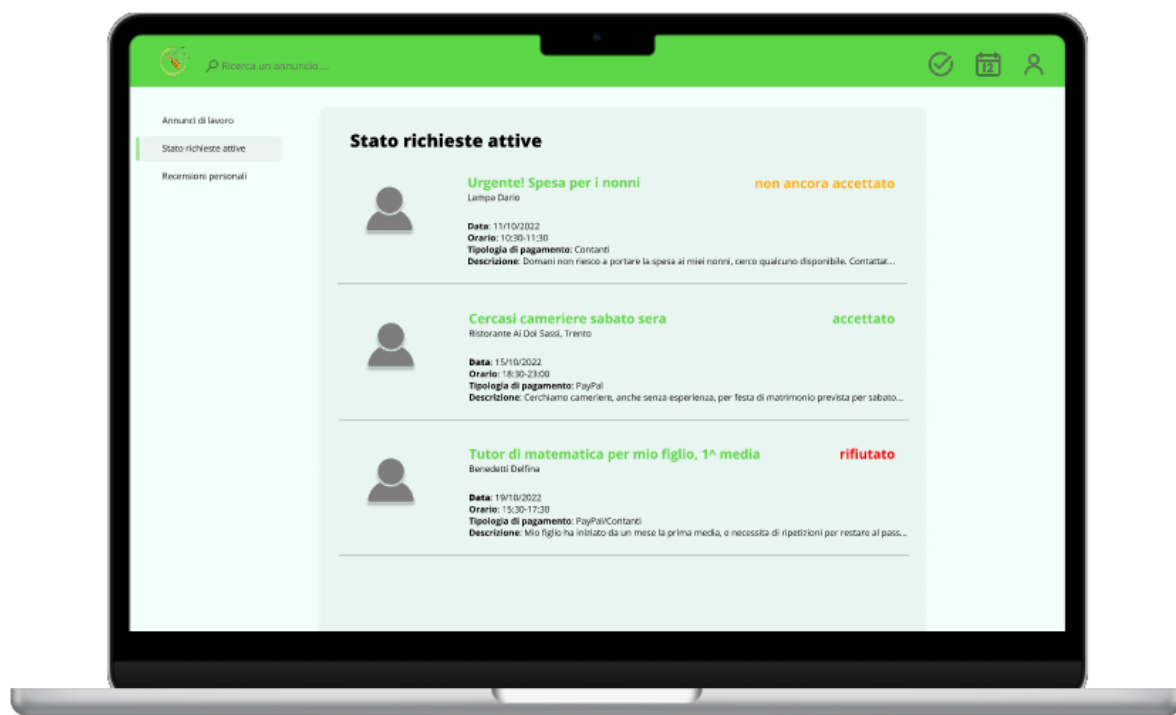 Ricerca un annuncio ...
12
Annunci di lavoro
Stato richieste attive
Recensioni personali
Stato richieste attive
Urgente! Spesa per i nonni
non ancora accettato
Lampa Dario
Data: 11/10/2022
Orario: 10:30-11:30
Tipologia di pagamento: Contanti
Descrizione: Domani non riesco a portare la spesa ai miei nonni, cerco qualcuno disponibile. Contattat...
Cercasi cameriere sabato sera
accettato
Ristorante Ai Doi Sassi, Trento
Data: 15/10/2022
Orario: 18:30-23:00
Tipologia di pagamento: PayPal
Descrizione: Cerchiamo cameriere, anche senza esperienza, per festa di matrimonio prevista per sabato...
Tutor di matematica per mio figlio, 1^ media
rifiutato
Benedetti Delfina
Data: 19/10/2022
Orario: 15:30-17:30
Tipologia di pagamento: PayPal/Contanti
Descrizione: Mio figlio ha iniziato da un mese la prima media, e necessita di ripetizioni per restare al pass...